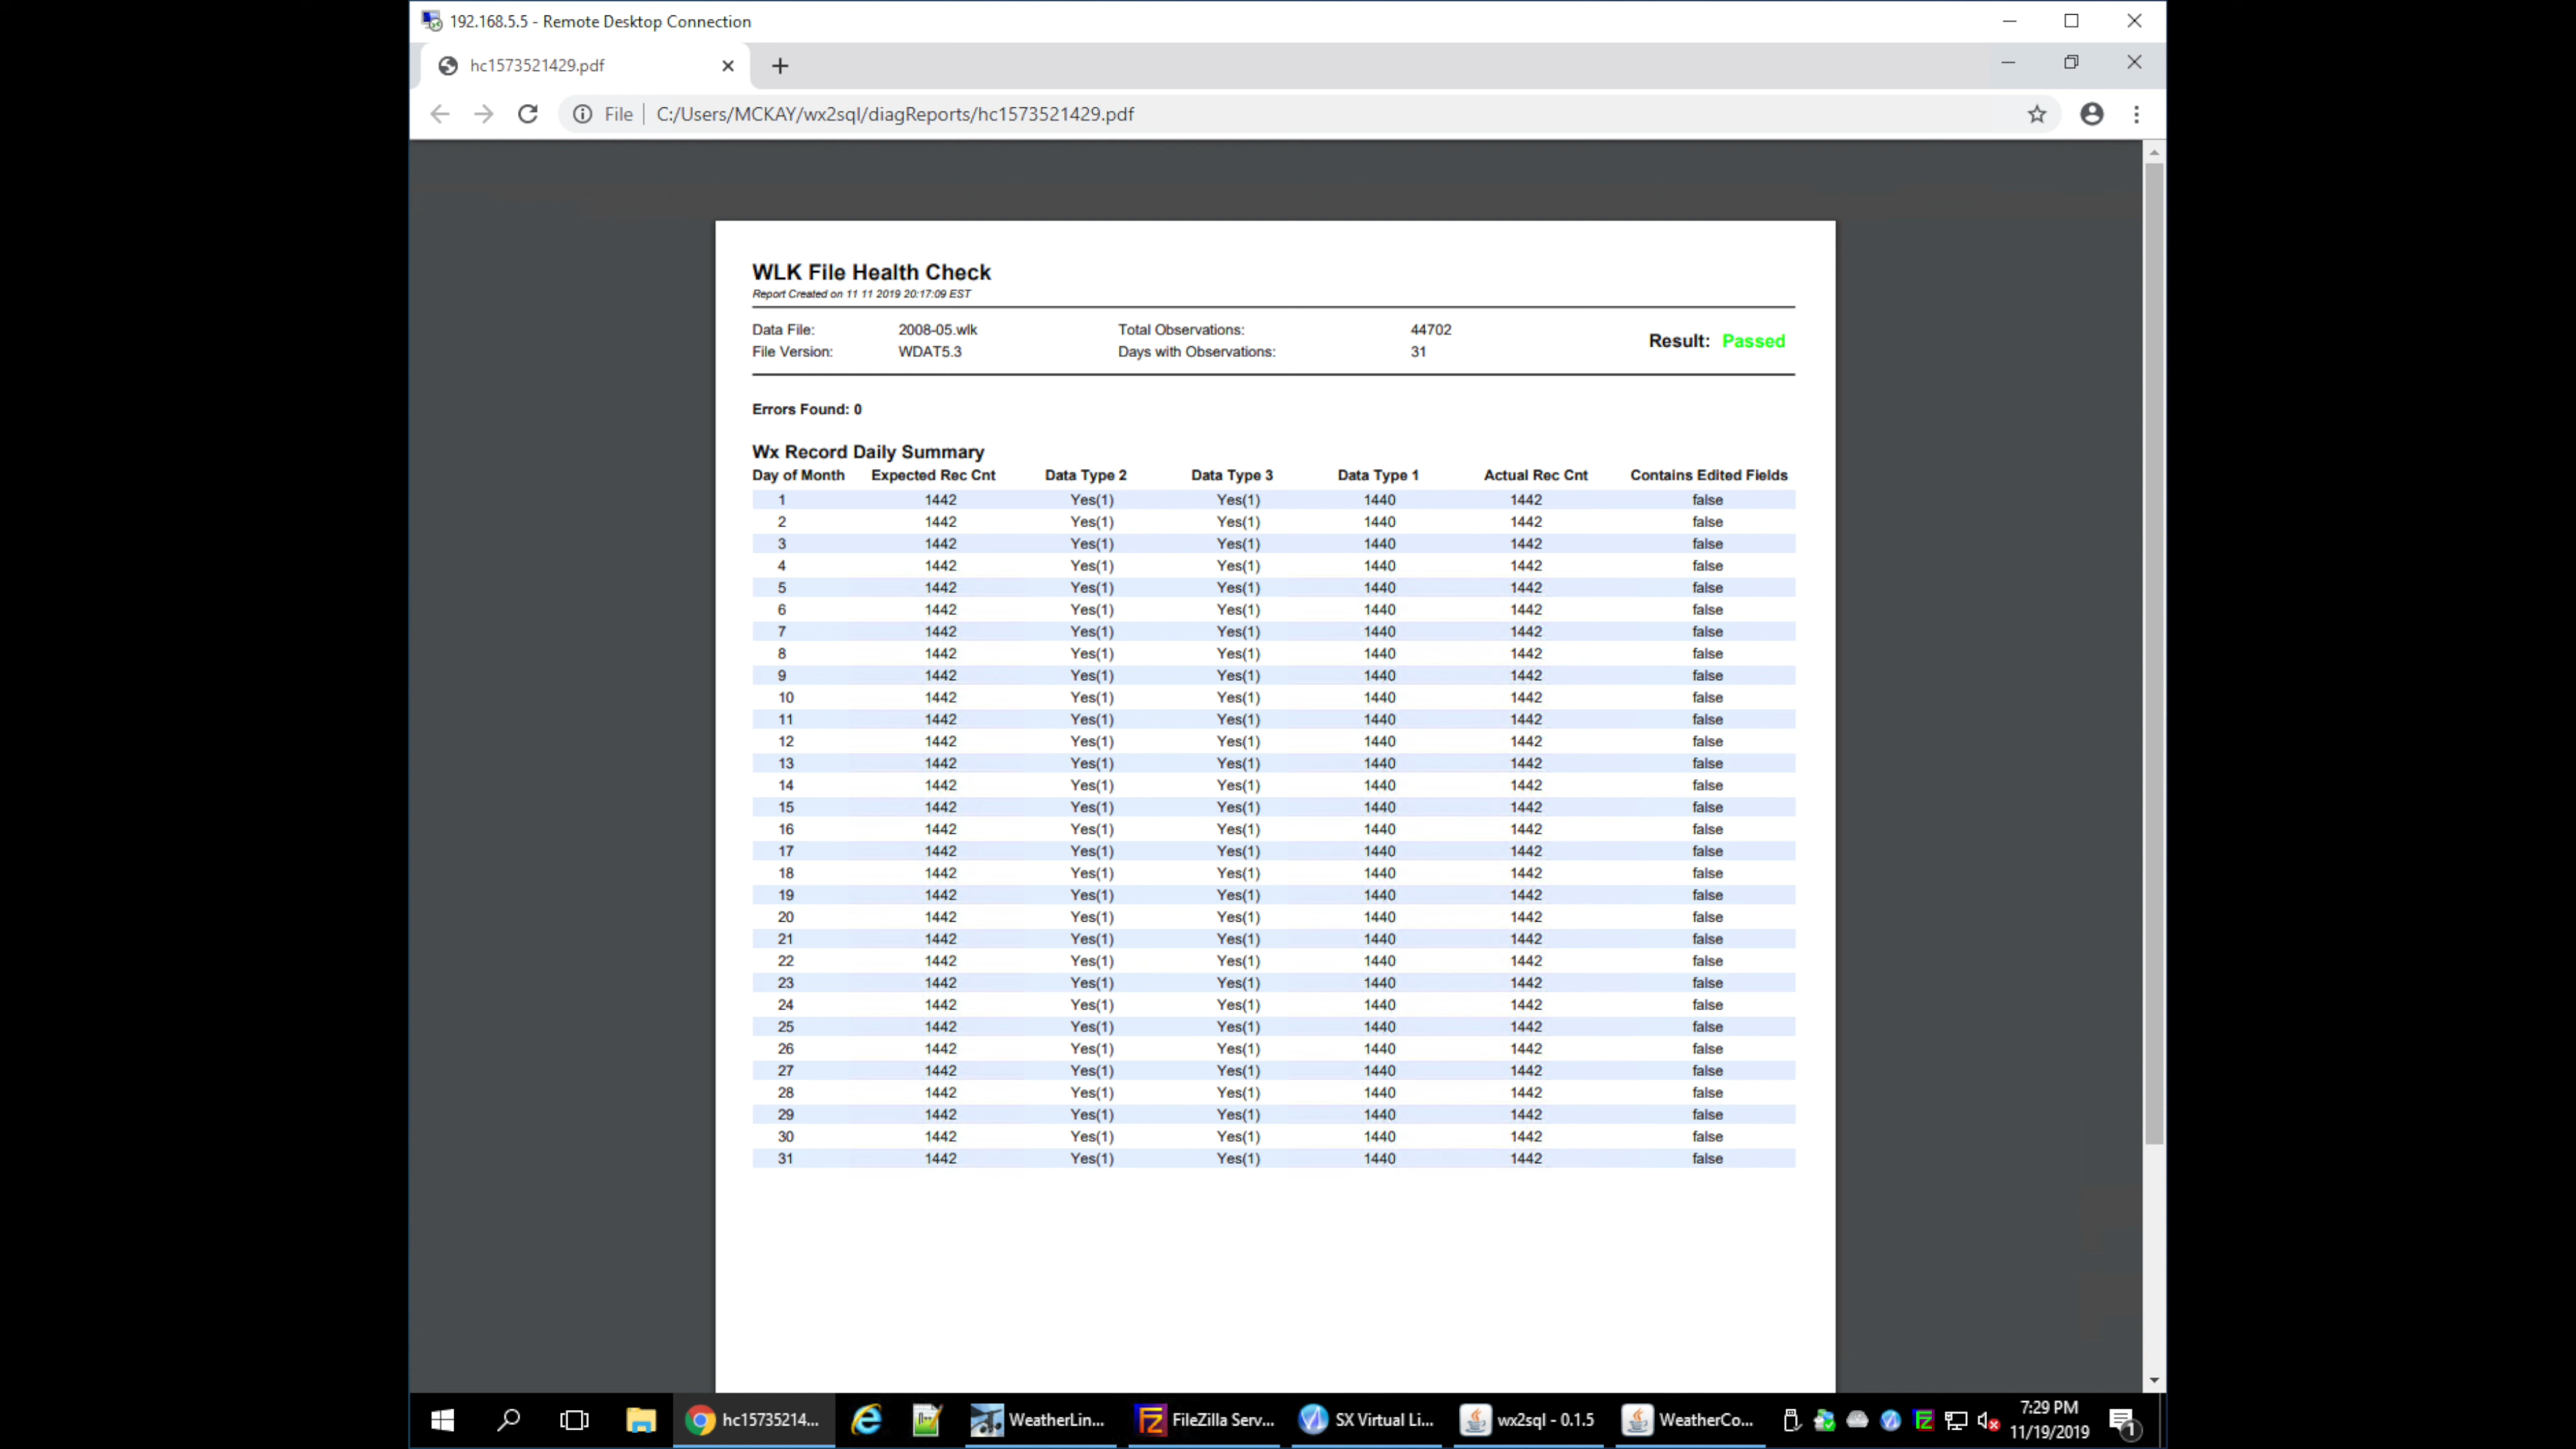 192.168.5.5 - Remote Desktop Connection
hc1573521429.pdf
File C:/Users/MCKAY/wx2sql/diagReports/hc1573521429.pdf
WLK File Health Check
Report Created on 11 11 2019 20:17:09 EST
Data File: 2008-05.wlk Total Observations: 44702
File Version: WDAT5.3 Days with Observations: 31
Result: Passed
Errors Found: 0
Wx Record Daily Summary
Day of Month Expected Rec Cnt Data Type 2 Data Type 3 Data Type 1 Actual Rec Cnt Contains Edited Fields
1 1442 Yes(1) Yes(1) 1440 1442 false
2 1442 Yes(1) Yes(1) 1440 1442 false
3 1442 Yes(1) Yes(1) 1440 1442 false
4 1442 Yes(1) Yes(1) 1440 1442 false
5 1442 Yes(1) Yes(1) 1440 1442 false
6 1442 Yes(1) Yes(1) 1440 1442 false
7 1442 Yes(1) Yes(1) 1440 1442 false
8 1442 Yes(1) Yes(1) 1440 1442 false
9 1442 Yes(1) Yes(1) 1440 1442 false
10 1442 Yes(1) Yes(1) 1440 1442 false
11 1442 Yes(1) Yes(1) 1440 1442 false
12 1442 Yes(1) Yes(1) 1440 1442 false
13 1442 Yes(1) Yes(1) 1440 1442 false
14 1442 Yes(1) Yes(1) 1440 1442 false
15 1442 Yes(1) Yes(1) 1440 1442 false
16 1442 Yes(1) Yes(1) 1440 1442 false
17 1442 Yes(1) Yes(1) 1440 1442 false
18 1442 Yes(1) Yes(1) 1440 1442 false
19 1442 Yes(1) Yes(1) 1440 1442 false
20 1442 Yes(1) Yes(1) 1440 1442 false
21 1442 Yes(1) Yes(1) 1440 1442 false
22 1442 Yes(1) Yes(1) 1440 1442 false
23 1442 Yes(1) Yes(1) 1440 1442 false
24 1442 Yes(1) Yes(1) 1440 1442 false
25 1442 Yes(1) Yes(1) 1440 1442 false
26 1442 Yes(1) Yes(1) 1440 1442 false
27 1442 Yes(1) Yes(1) 1440 1442 false
28 1442 Yes(1) Yes(1) 1440 1442 false
29 1442 Yes(1) Yes(1) 1440 1442 false
30 1442 Yes(1) Yes(1) 1440 1442 false
31 1442 Yes(1) Yes(1) 1440 1442 false
hc15735214... WeatherLin... FileZilla Serv... SX Virtual Li... wx2sql - 0.1.5 WeatherCo...
7:29 PM
11/19/2019
1